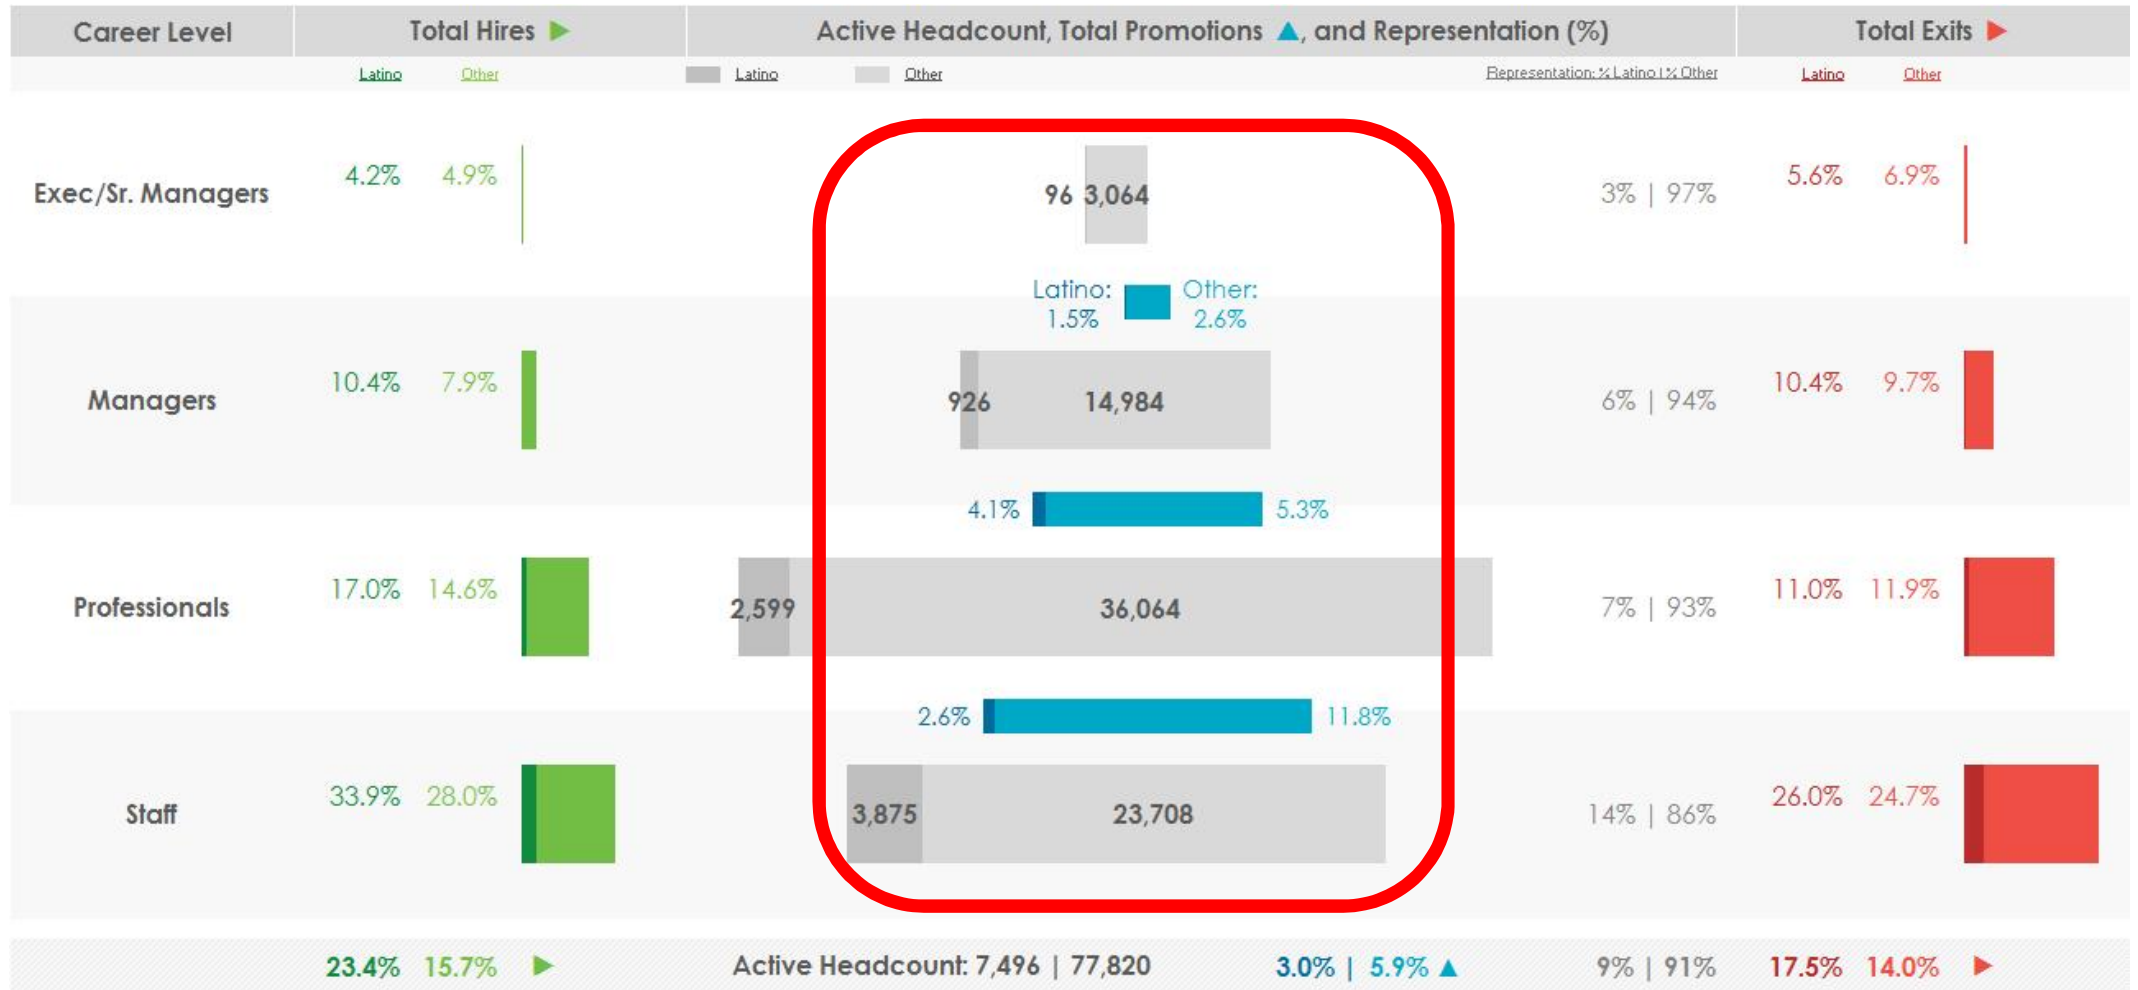 Career Level Total Hires ▶ Active Headcount, Total Promotions ▲, and Representation (%) Total Exits ▶
Latino Other Latino Other Representation: % Latino | % Other Latino Other
Exec/Sr. Managers 4.2% 4.9% 96 3,064 3% | 97% 5.6% 6.9%
Latino: Other:
1.5% 2.6%
Managers 10.4% 7.9% 926 14,984 6% | 94% 10.4% 9.7%
4.1% 5.3%
Professionals 17.0% 14.6% 2,599 36,064 7% | 93% 11.0% 11.9%
2.6% 11.8%
Staff 33.9% 28.0% 3,875 23,708 14% | 86% 26.0% 24.7%
23.4% 15.7% ▶ Active Headcount: 7,496 | 77,820 3.0% | 5.9% ▲ 9% | 91% 17.5% 14.0% ▶